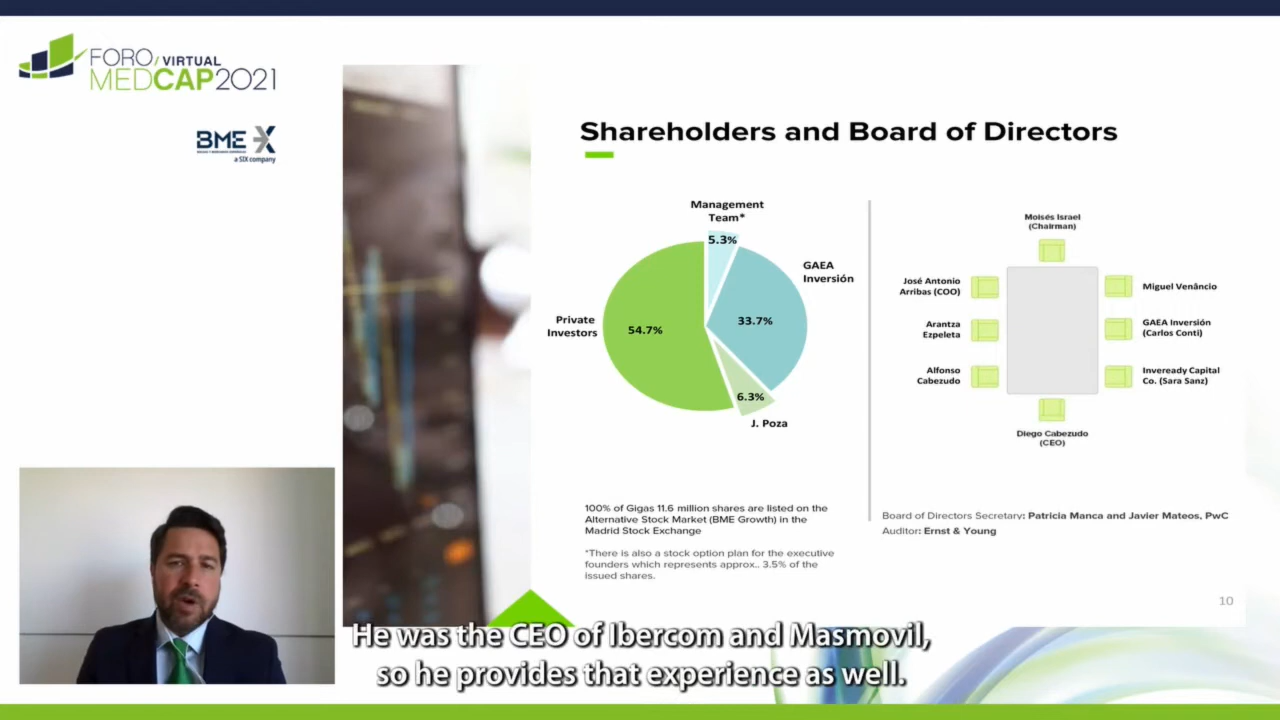 FORO/VIRTUAL
MEDCAP2021
BME X
BOLSAS Y MERCADOS ESPAÑOLES
a SIX company
Shareholders and Board of Directors
Management
Team*
5.3%
GAEA
Inversión
33.7%
Private
Investors
54.7%
6.3%
J. Poza
Moisés Israel
(Chairman)
José Antonio
Arribas (COO)
Miguel Venâncio
Arantza
Ezpeleta
GAEA Inversión
(Carlos Conti)
Alfonso
Cabezudo
Inveready Capital
Co. (Sara Sanz)
Diego Cabezudo
(CEO)
100% of Gigas 11.6 million shares are listed on the
Alternative Stock Market (BME Growth) in the
Madrid Stock Exchange
*There is also a stock option plan for the executive
founders which represents approx.. 3.5% of the
issued shares.
Board of Directors Secretary: Patricia Manca and Javier Mateos, PwC
Auditor: Ernst & Young
10
He was the CEO of Ibercom and Masmovil,
so he provides that experience as well.